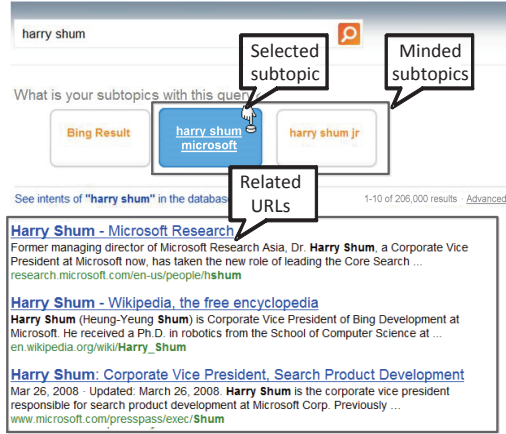 harry shum
Selected
subtopic
Minded
subtopics
What is your subtopics with this query
Bing Result
harry shum
microsoft
harry shum jr
Related
URLs
See intents of "harry shum" in the database
1-10 of 206,000 results · Advanced
Harry Shum - Microsoft Research
Former managing director of Microsoft Research Asia, Dr. Harry Shum, a Corporate Vice
President at Microsoft now, has taken the new role of leading the Core Search ...
research.microsoft.com/en-us/people/hshum
Harry Shum - Wikipedia, the free encyclopedia
Harry Shum (Heung-Yeung Shum) is Corporate Vice President of Bing Development at
Microsoft. He received a Ph.D. in robotics from the School of Computer Science at ...
en.wikipedia.org/wiki/Harry_Shum
Harry Shum: Corporate Vice President, Search Product Development
Mar 26, 2008 · Updated: March 26, 2008. Harry Shum is the corporate vice president
responsible for search product development at Microsoft Corp. Previously ...
www.microsoft.com/presspass/exec/Shum